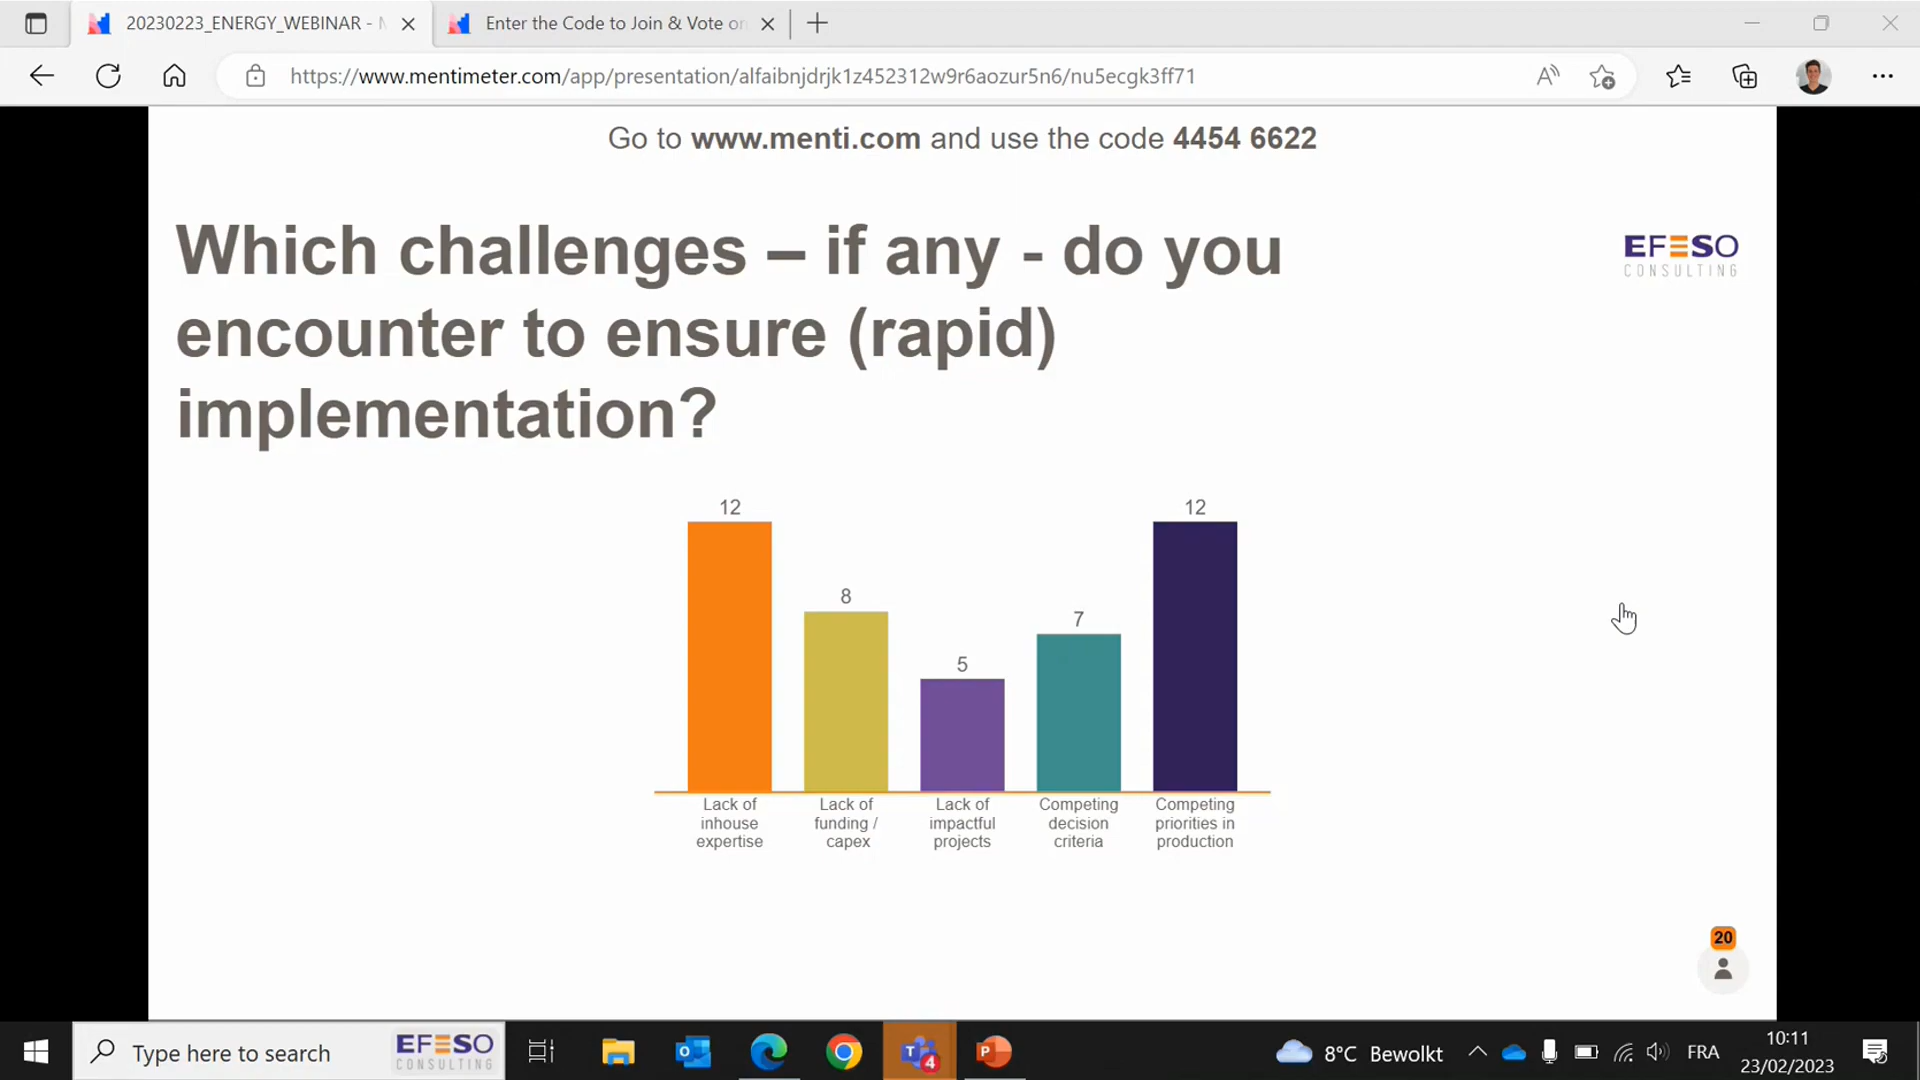 20230223_ENERGY_WEBINAR -
Enter the Code to Join & Vote on
https://www.mentimeter.com/app/presentation/alfaibnjdrjk1z452312w9r6aozur5n6/nu5ecgk3ff71
Go to www.menti.com and use the code 4454 6622
Which challenges – if any - do you
encounter to ensure (rapid)
implementation?
EFESO
CONSULTING
12
8
5
7
12
Lack of
inhouse
expertise
Lack of
funding /
capex
Lack of
impactful
projects
Competing
decision
criteria
Competing
priorities in
production
20
Type here to search
EFESO
CONSULTING
4
8°C Bewolkt
FRA
10:11
23/02/2023